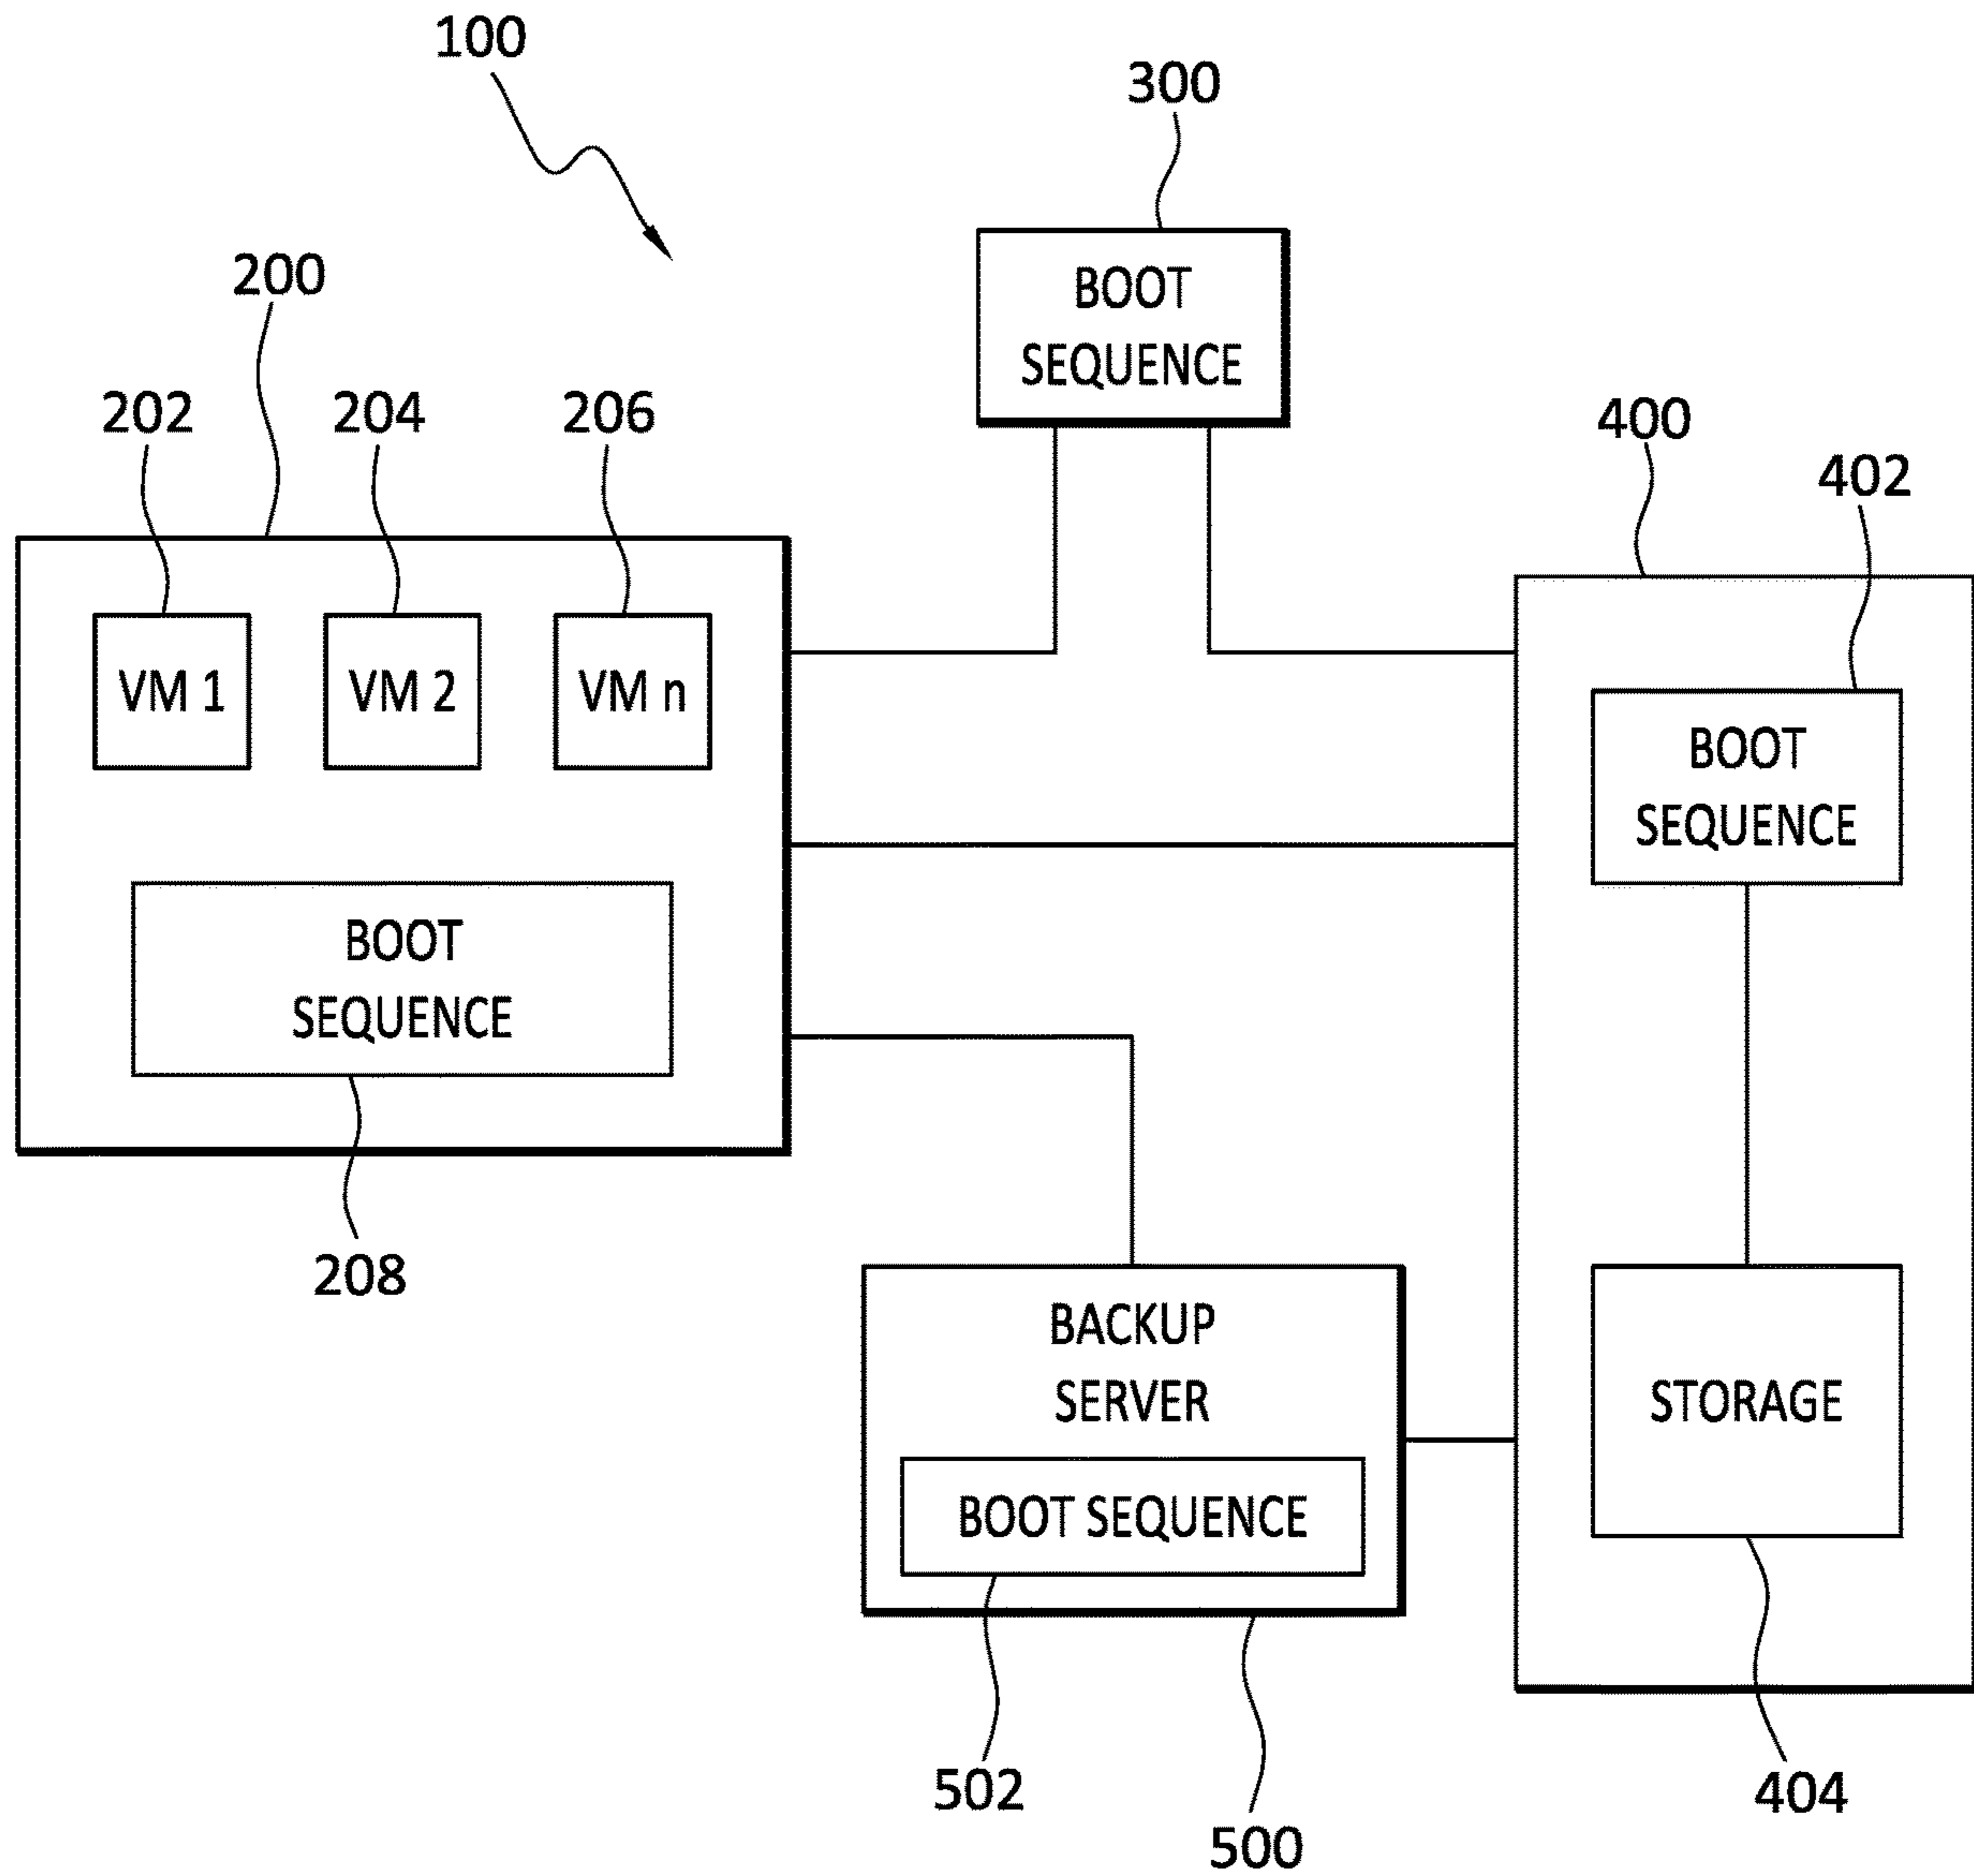 100
300
BOOT
SEQUENCE
200
202
204
206
400
402
VM 1
VM 2
VM n
BOOT
SEQUENCE
BOOT
SEQUENCE
208
BACKUP
SERVER
BOOT SEQUENCE
STORAGE
502
500
404